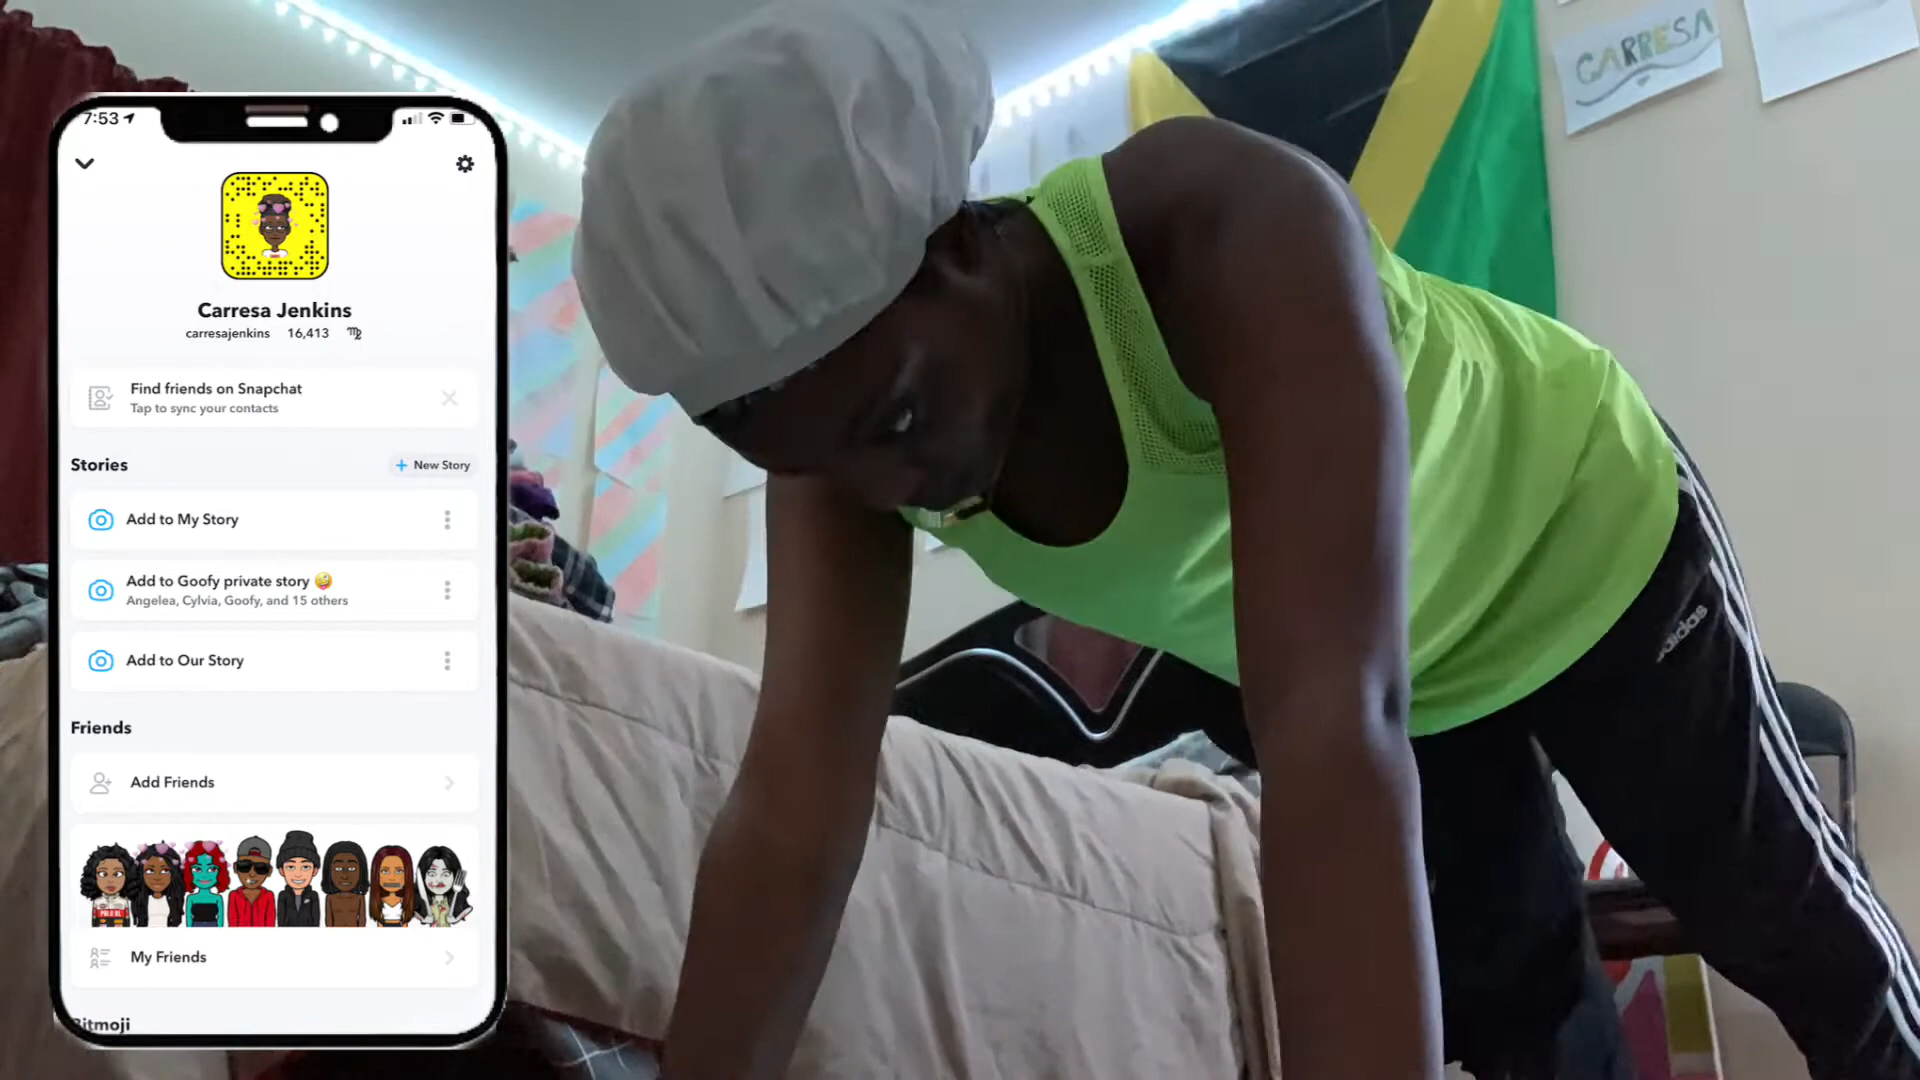 7:53
Carresa Jenkins
carresajenkins 16,413
Find friends on Snapchat
Tap to sync your contacts
Stories
+ New Story
Add to My Story
Add to Goofy private story 🤪
Angelea, Cylvia, Goofy, and 15 others
Add to Our Story
Friends
Add Friends
POLO RL
My Friends
Bitmoji
CARRESA
adidas